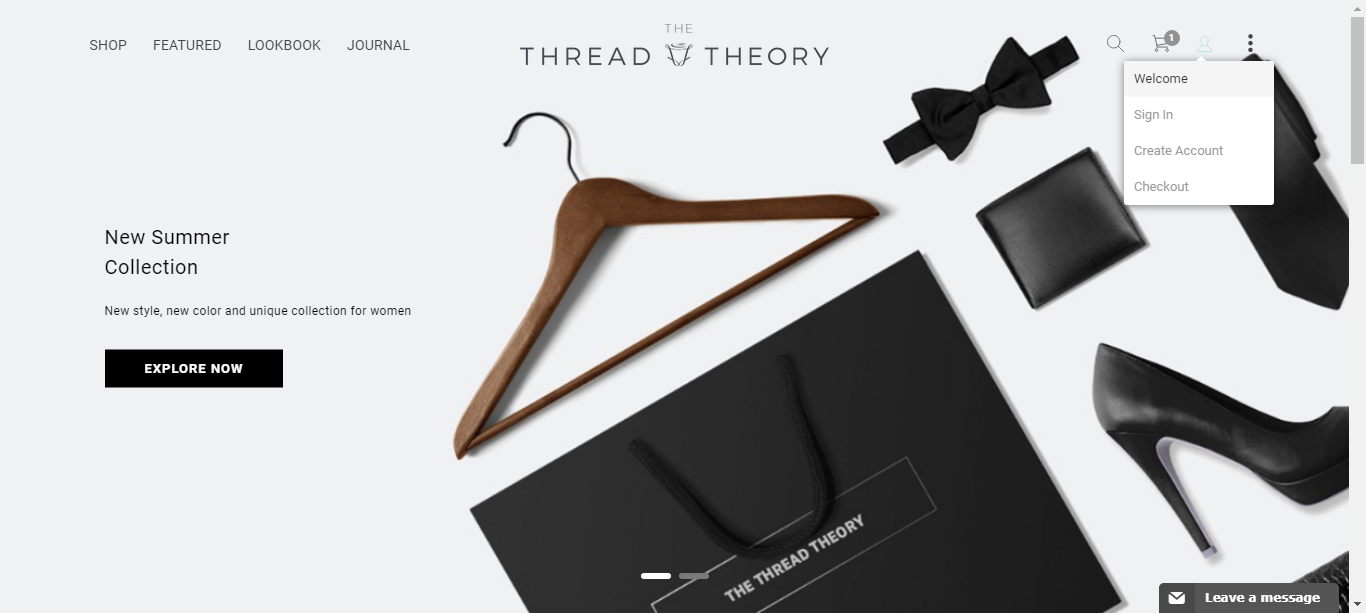 SHOP
FEATURED
LOOKBOOK
JOURNAL
THE
THREAD THEORY
1
Welcome
Sign In
Create Account
Checkout
New Summer
Collection
New style, new color and unique collection for women
EXPLORE NOW
THE THREAD THEORY
Leave a message